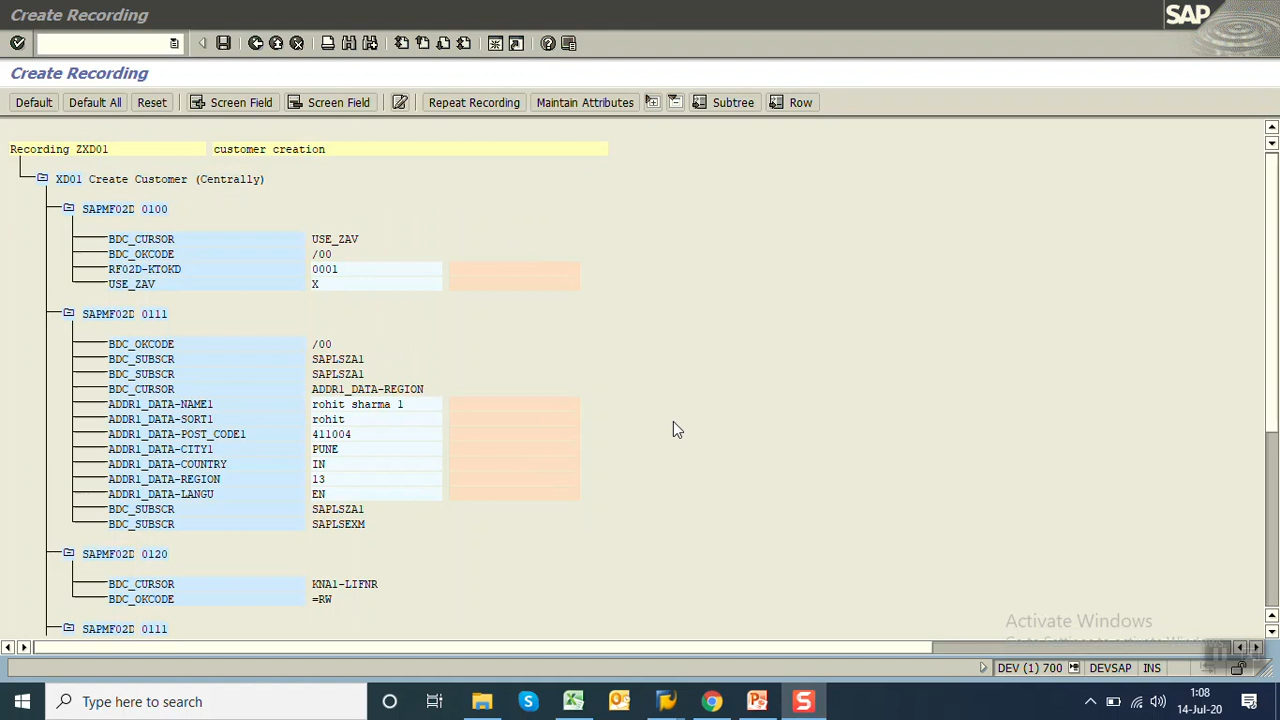 Create Recording
SAP
Create Recording
Default Default All Reset Screen Field Screen Field Repeat Recording Maintain Attributes Subtree Row
Recording ZXD01 customer creation
XD01 Create Customer (Centrally)
SAPMF02D 0100
BDC_CURSOR USE_ZAV
BDC_OKCODE /00
RF02D-KTOKD 0001
USE_ZAV X
SAPMF02D 0111
BDC_OKCODE /00
BDC_SUBSCR SAPLSZA1
BDC_SUBSCR SAPLSZA1
BDC_CURSOR ADDR1_DATA-REGION
ADDR1_DATA-NAME1 rohit sharma 1
ADDR1_DATA-SORT1 rohit
ADDR1_DATA-POST_CODE1 411004
ADDR1_DATA-CITY1 PUNE
ADDR1_DATA-COUNTRY IN
ADDR1_DATA-REGION 13
ADDR1_DATA-LANGU EN
BDC_SUBSCR SAPLSZA1
BDC_SUBSCR SAPLSEXM
SAPMF02D 0120
BDC_CURSOR KNA1-LIFNR
BDC_OKCODE =RW
SAPMF02D 0111
Activate Windows
DEV (1) 700 DEVSAP INS
Type here to search
1:08
14-Jul-20